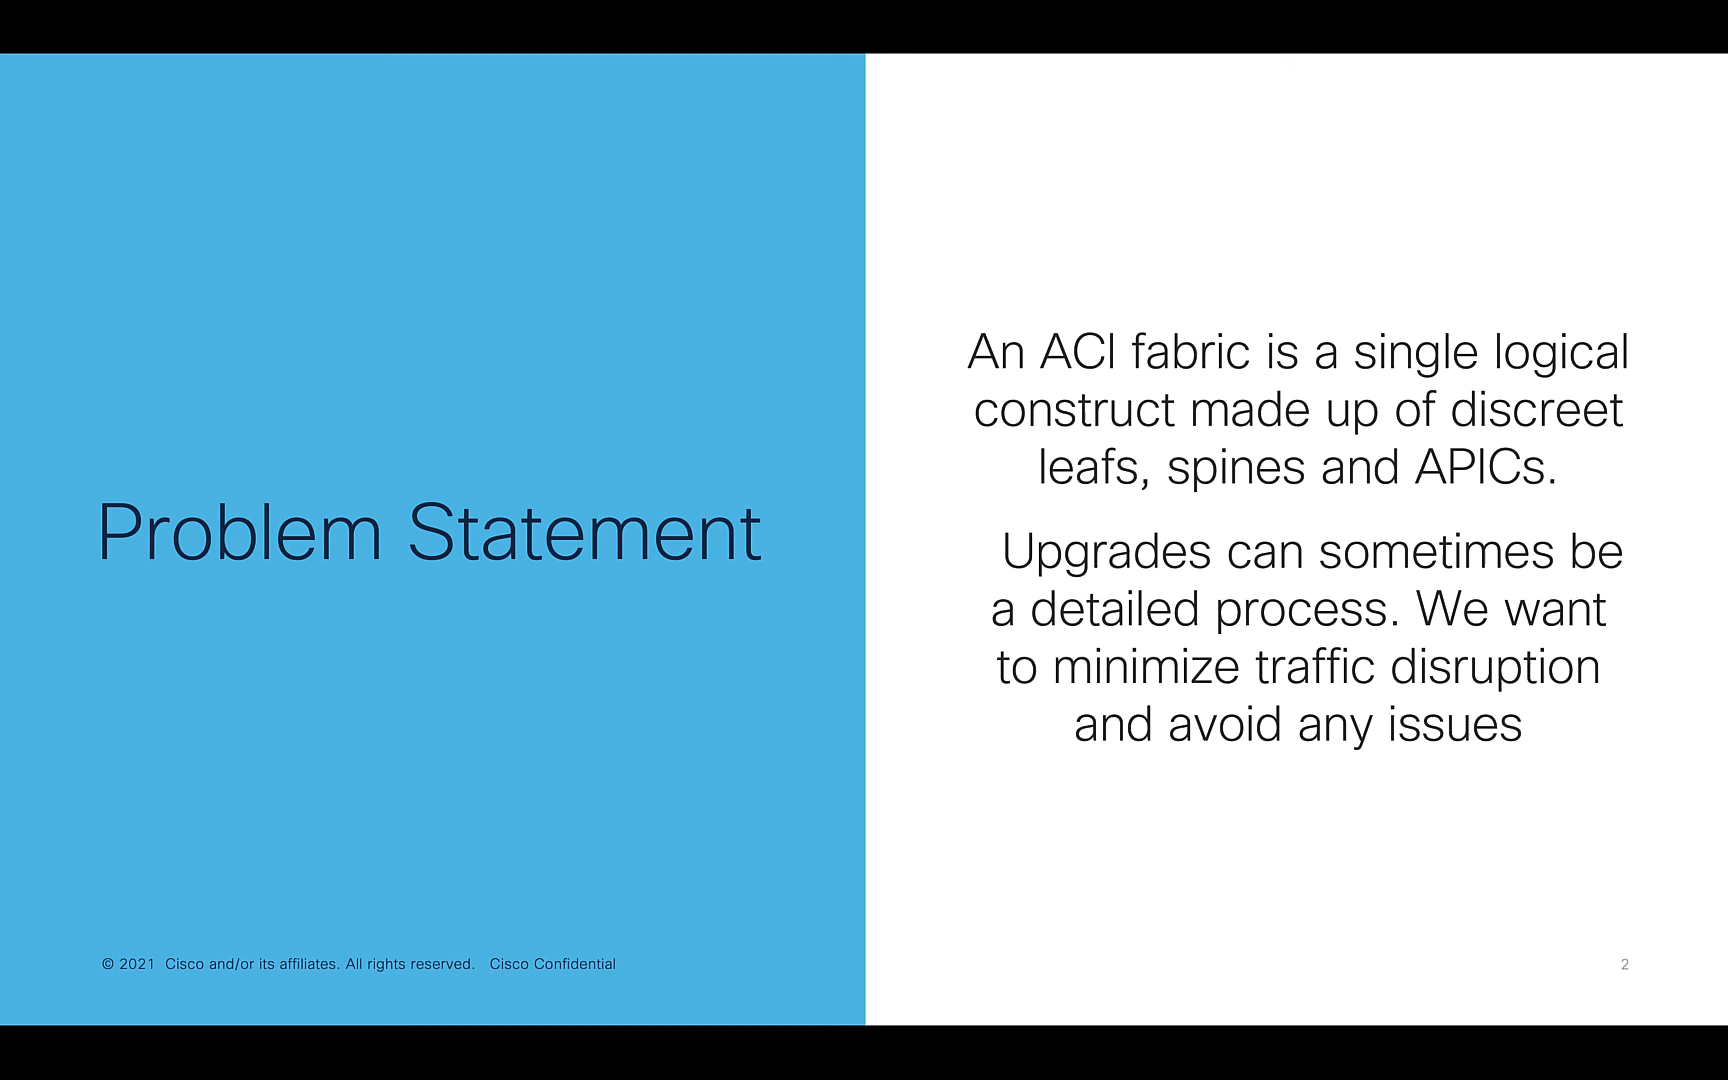 Problem Statement
An ACI fabric is a single logical
construct made up of discreet
leafs, spines and APICs.
Upgrades can sometimes be
a detailed process. We want
to minimize traffic disruption
and avoid any issues
© 2021 Cisco and/or its affiliates. All rights reserved. Cisco Confidential
2